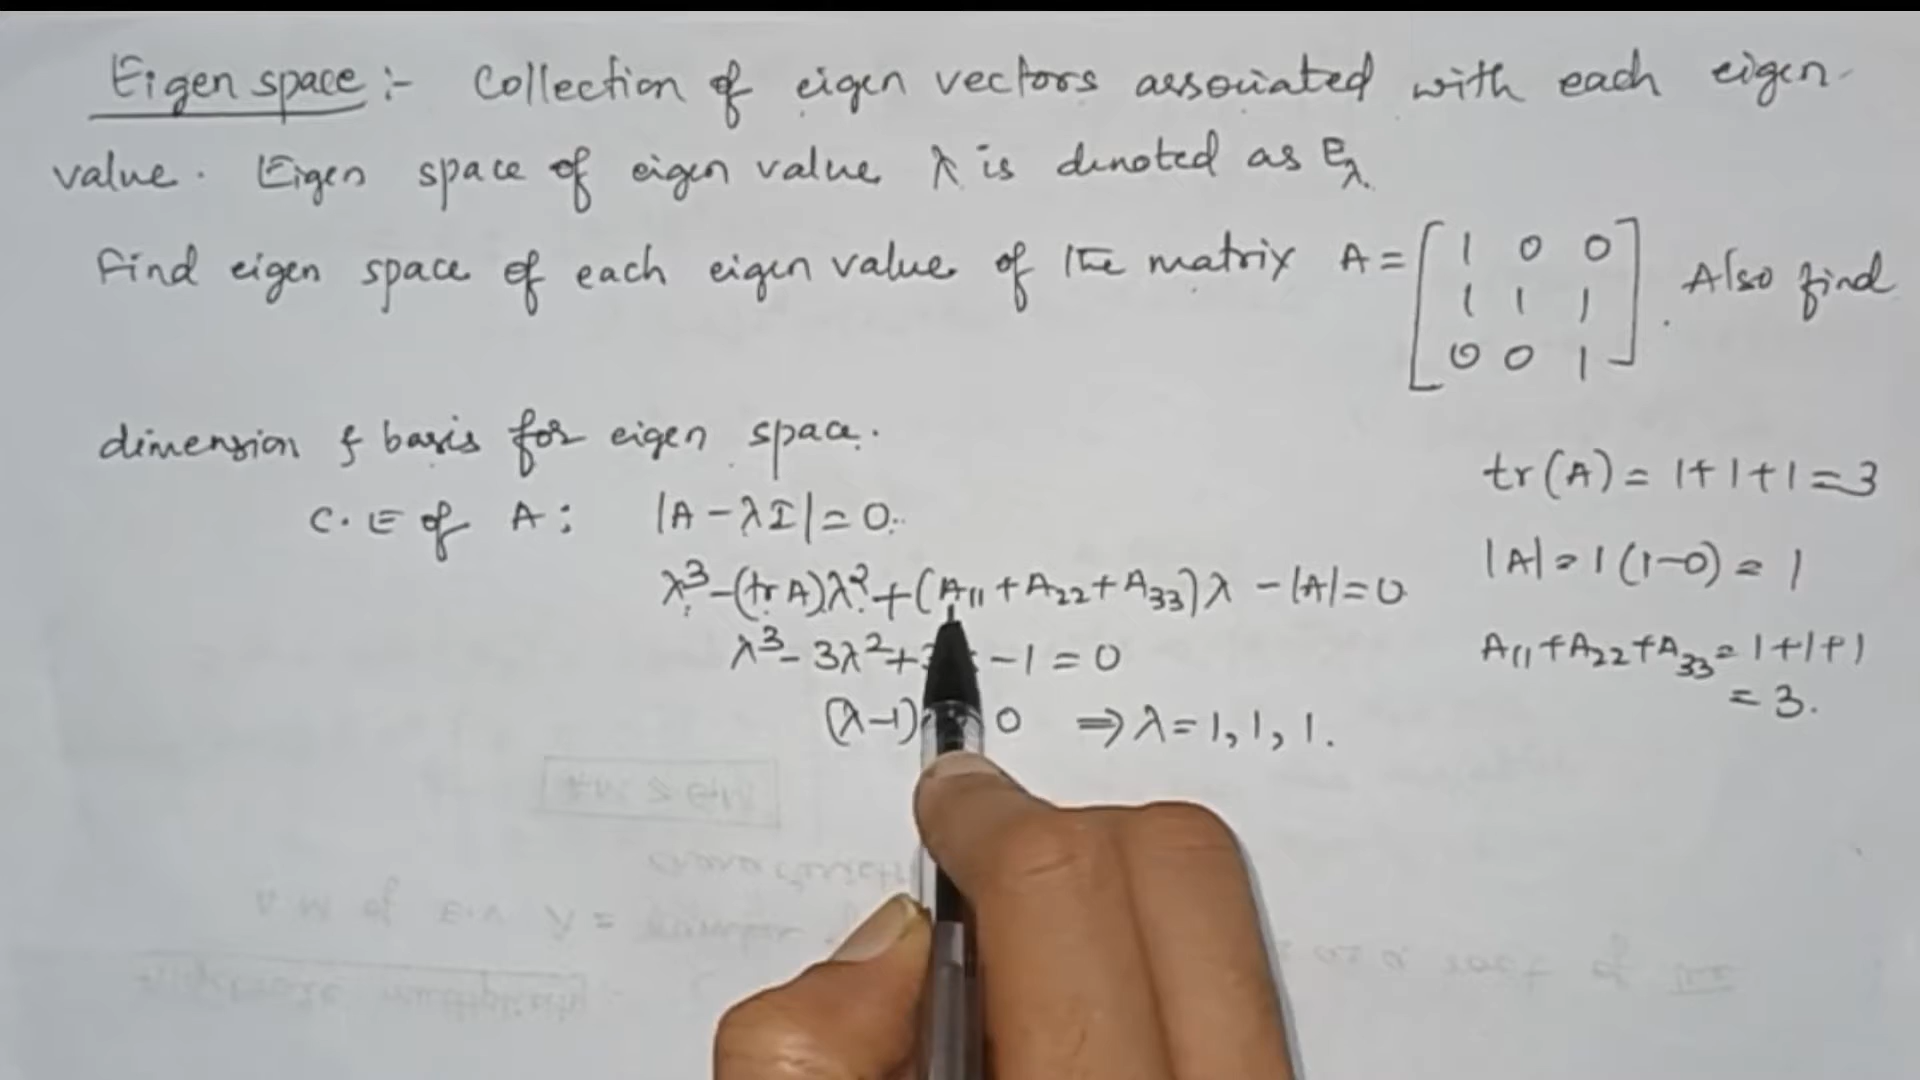 Eigen space :- Collection of eigen vectors associated with each eigen
value. Eigen space of eigen value λ is denoted as E_λ.
Find eigen space of each eigen value of the matrix A = [1 0 0; 1 1 1; 0 0 1]. Also find
dimension & basis for eigen space.
C.E of A : |A - λI| = 0.
λ³ - (tr A)λ² + (A₁₁ + A₂₂ + A₃₃)λ - |A| = 0
λ³ - 3λ² + - 1 = 0
(λ-1) 0 ⇒ λ = 1, 1, 1.
tr(A) = 1+1+1 = 3
|A| = 1(1-0) = 1
A₁₁ + A₂₂ + A₃₃ = 1+1+1
= 3.